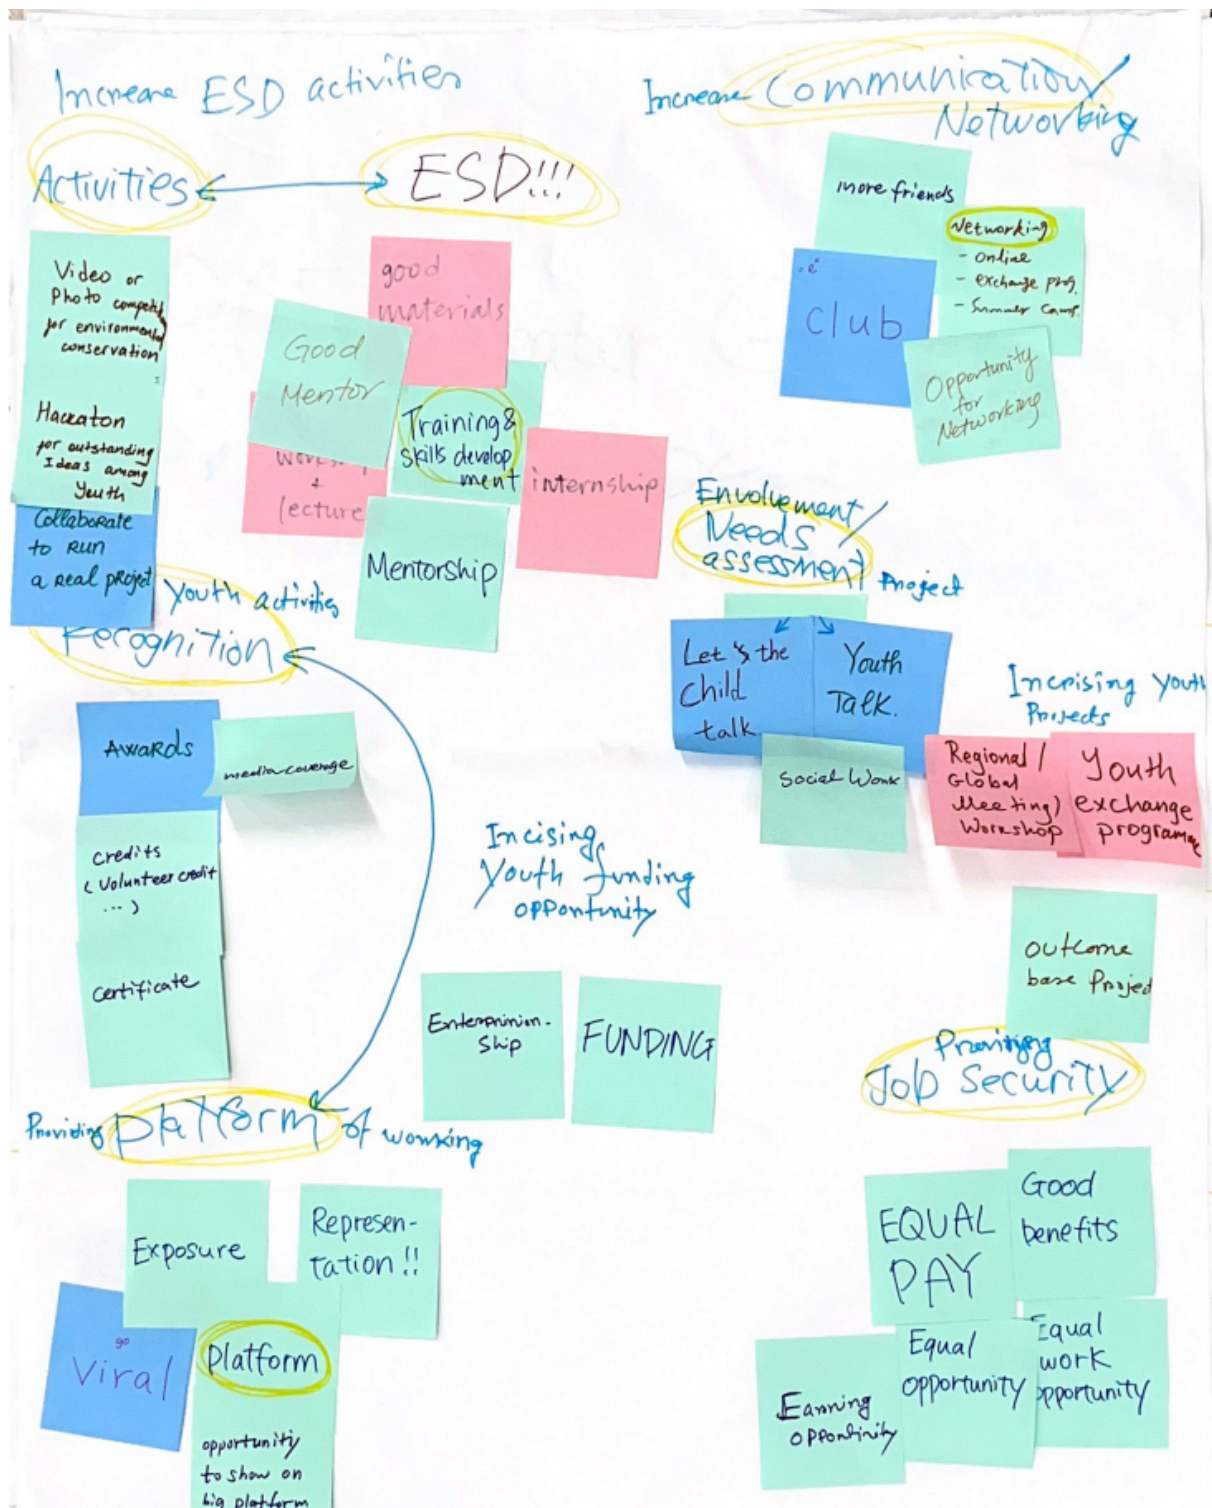 Increase ESD activities
Activities
ESD!!!
Video or
Photo competi
for environmental
conservation
Hackaton
for outstanding
Ideas among
Youth
Collaborate
to Run
a Real project
good
materials
Good
Mentor
Training &
skills develop
ment
+
lecture
internship
Mentorship
Increase Communication/
Networking
more friends
Networking
- online
- exchange prog.
- Summer Camp.
club
Opportunity
for
Networking
Envolvement/
Needs
assessment Project
Let's the
Child
talk.
Youth
Talk.
Social Work
Increising Youth
Projects
Regional /
Global
Meeting)
Workshop
Youth
exchange
programe
outcome
base Project
Youth activities
Recognition
Awards
media coverage
Credits
( Volunteer credit
... )
Certificate
Incising
Youth funding
opportunity
Enterprinion-
Ship
FUNDING
Providing Platform of working
Exposure
Represen-
tation!!
go
Viral
Platform
opportunity
to show on
big platform
Providing
Job Security
EQUAL
PAY
Good
benefits
Earning
opportinity
Equal
opportunity
Equal
work
opportunity